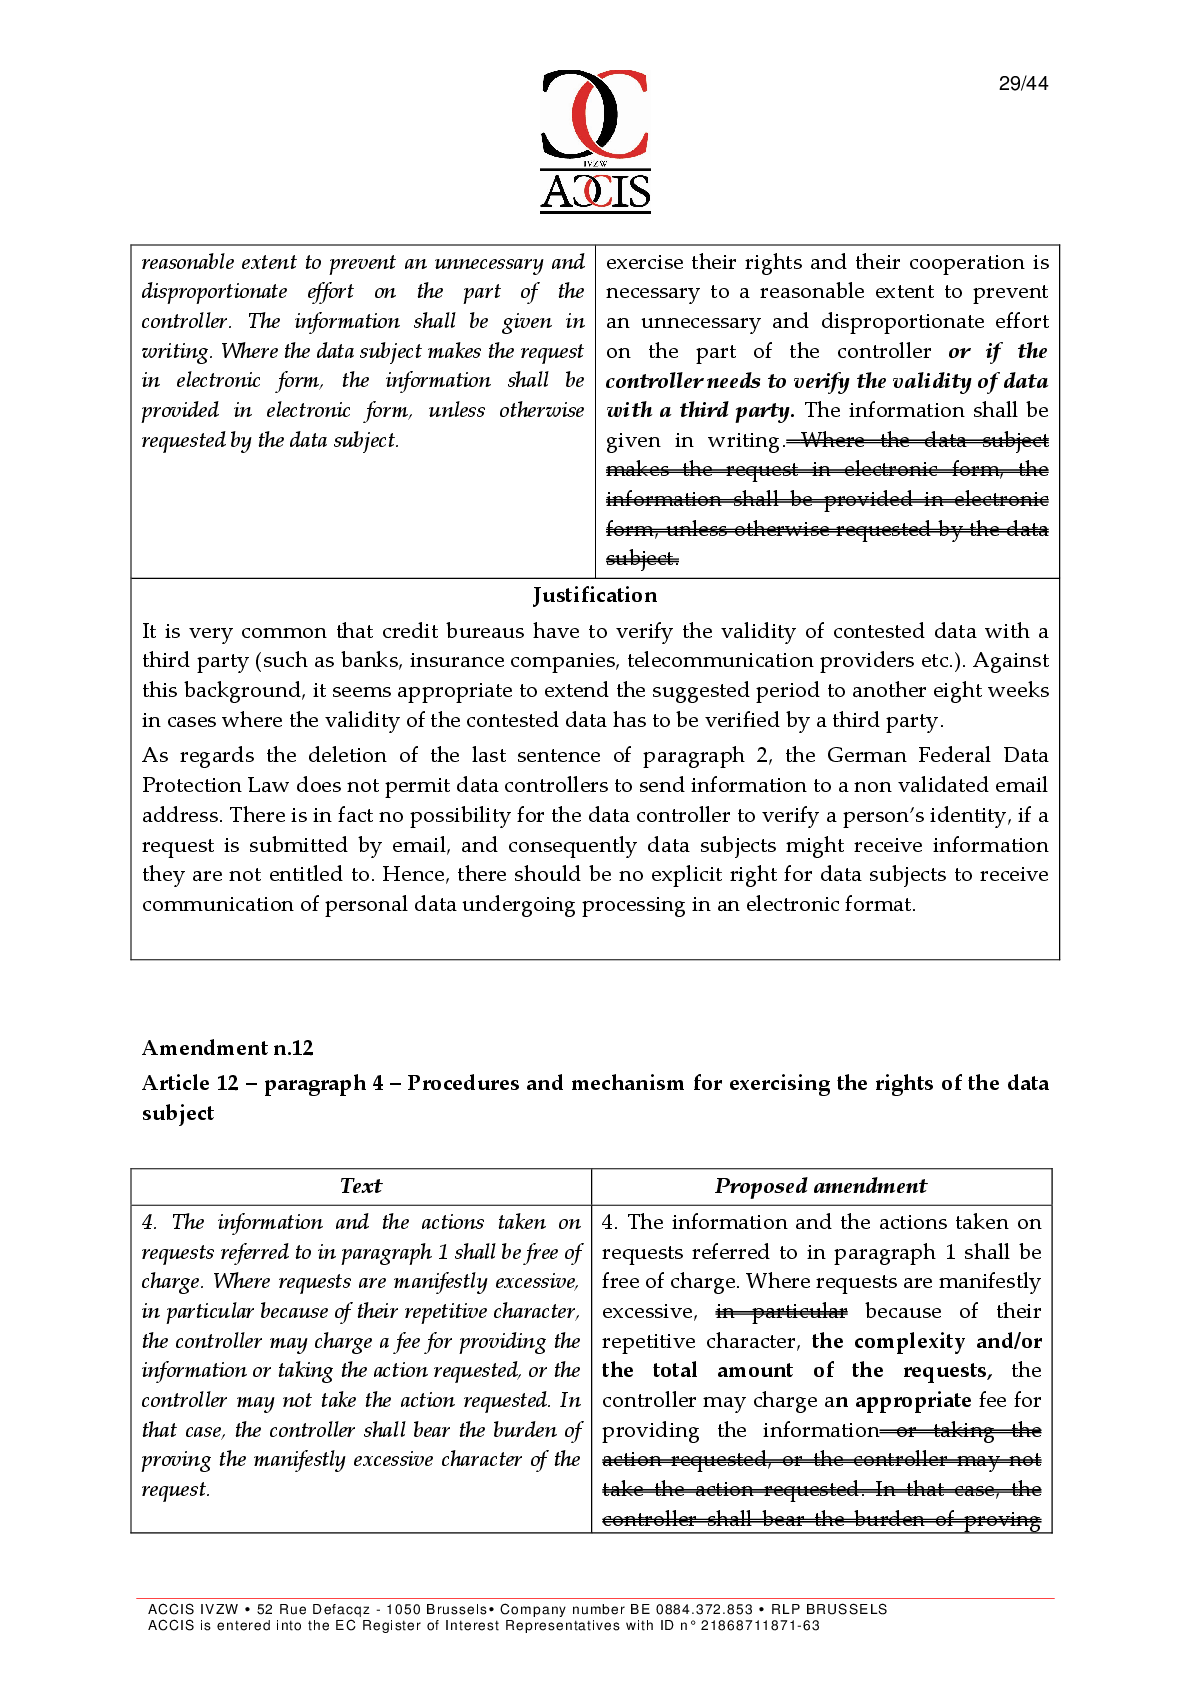 29/44
IVZW
ACCIS
reasonable extent to prevent an unnecessary and
disproportionate effort on the part of the
controller. The information shall be given in
writing. Where the data subject makes the request
in electronic form, the information shall be
provided in electronic form, unless otherwise
requested by the data subject.
exercise their rights and their cooperation is
necessary to a reasonable extent to prevent
an unnecessary and disproportionate effort
on the part of the controller or if the
controller needs to verify the validity of data
with a third party. The information shall be
given in writing. Where the data subject
makes the request in electronic form, the
information shall be provided in electronic
form, unless otherwise requested by the data
subject.
Justification
It is very common that credit bureaus have to verify the validity of contested data with a
third party (such as banks, insurance companies, telecommunication providers etc.). Against
this background, it seems appropriate to extend the suggested period to another eight weeks
in cases where the validity of the contested data has to be verified by a third party.
As regards the deletion of the last sentence of paragraph 2, the German Federal Data
Protection Law does not permit data controllers to send information to a non validated email
address. There is in fact no possibility for the data controller to verify a person's identity, if a
request is submitted by email, and consequently data subjects might receive information
they are not entitled to. Hence, there should be no explicit right for data subjects to receive
communication of personal data undergoing processing in an electronic format.
Amendment n.12
Article 12 – paragraph 4 – Procedures and mechanism for exercising the rights of the data
subject
Text
Proposed amendment
4. The information and the actions taken on
requests referred to in paragraph 1 shall be free of
charge. Where requests are manifestly excessive,
in particular because of their repetitive character,
the controller may charge a fee for providing the
information or taking the action requested, or the
controller may not take the action requested. In
that case, the controller shall bear the burden of
proving the manifestly excessive character of the
request.
4. The information and the actions taken on
requests referred to in paragraph 1 shall be
free of charge. Where requests are manifestly
excessive, in particular because of their
repetitive character, the complexity and/or
the total amount of the requests, the
controller may charge an appropriate fee for
providing the information or taking the
action requested, or the controller may not
take the action requested. In that case, the
controller shall bear the burden of proving
ACCIS IVZW • 52 Rue Defacqz - 1050 Brussels• Company number BE 0884.372.853 • RLP BRUSSELS
ACCIS is entered into the EC Register of Interest Representatives with ID n° 21868711871-63